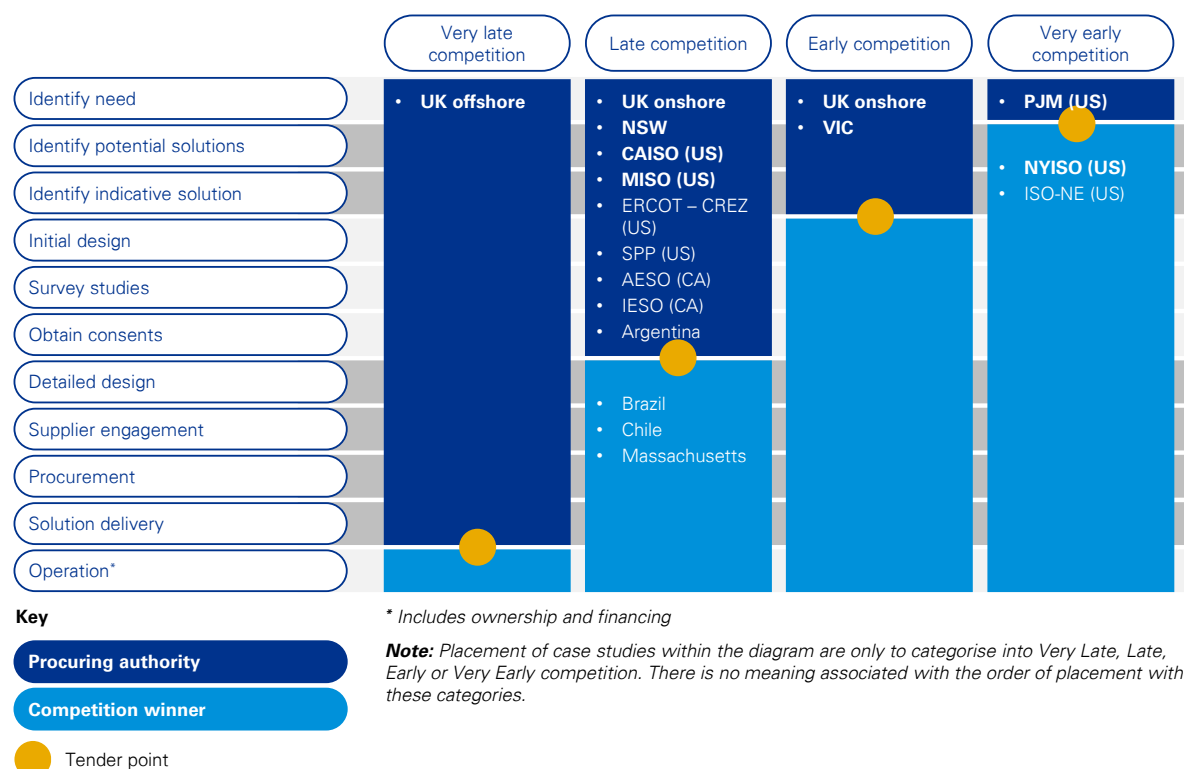 Very late
competition
Late competition
Early competition
Very early
competition
Identify need
Identify potential solutions
Identify indicative solution
Initial design
Survey studies
Obtain consents
Detailed design
Supplier engagement
Procurement
Solution delivery
Operation*
• UK offshore
• UK onshore
• NSW
• CAISO (US)
• MISO (US)
• ERCOT – CREZ
(US)
• SPP (US)
• AESO (CA)
• IESO (CA)
• Argentina
• Brazil
• Chile
• Massachusetts
• UK onshore
• VIC
• PJM (US)
• NYISO (US)
• ISO-NE (US)
Key
Procuring authority
Competition winner
Tender point
* Includes ownership and financing
Note: Placement of case studies within the diagram are only to categorise into Very Late, Late,
Early or Very Early competition. There is no meaning associated with the order of placement with
these categories.